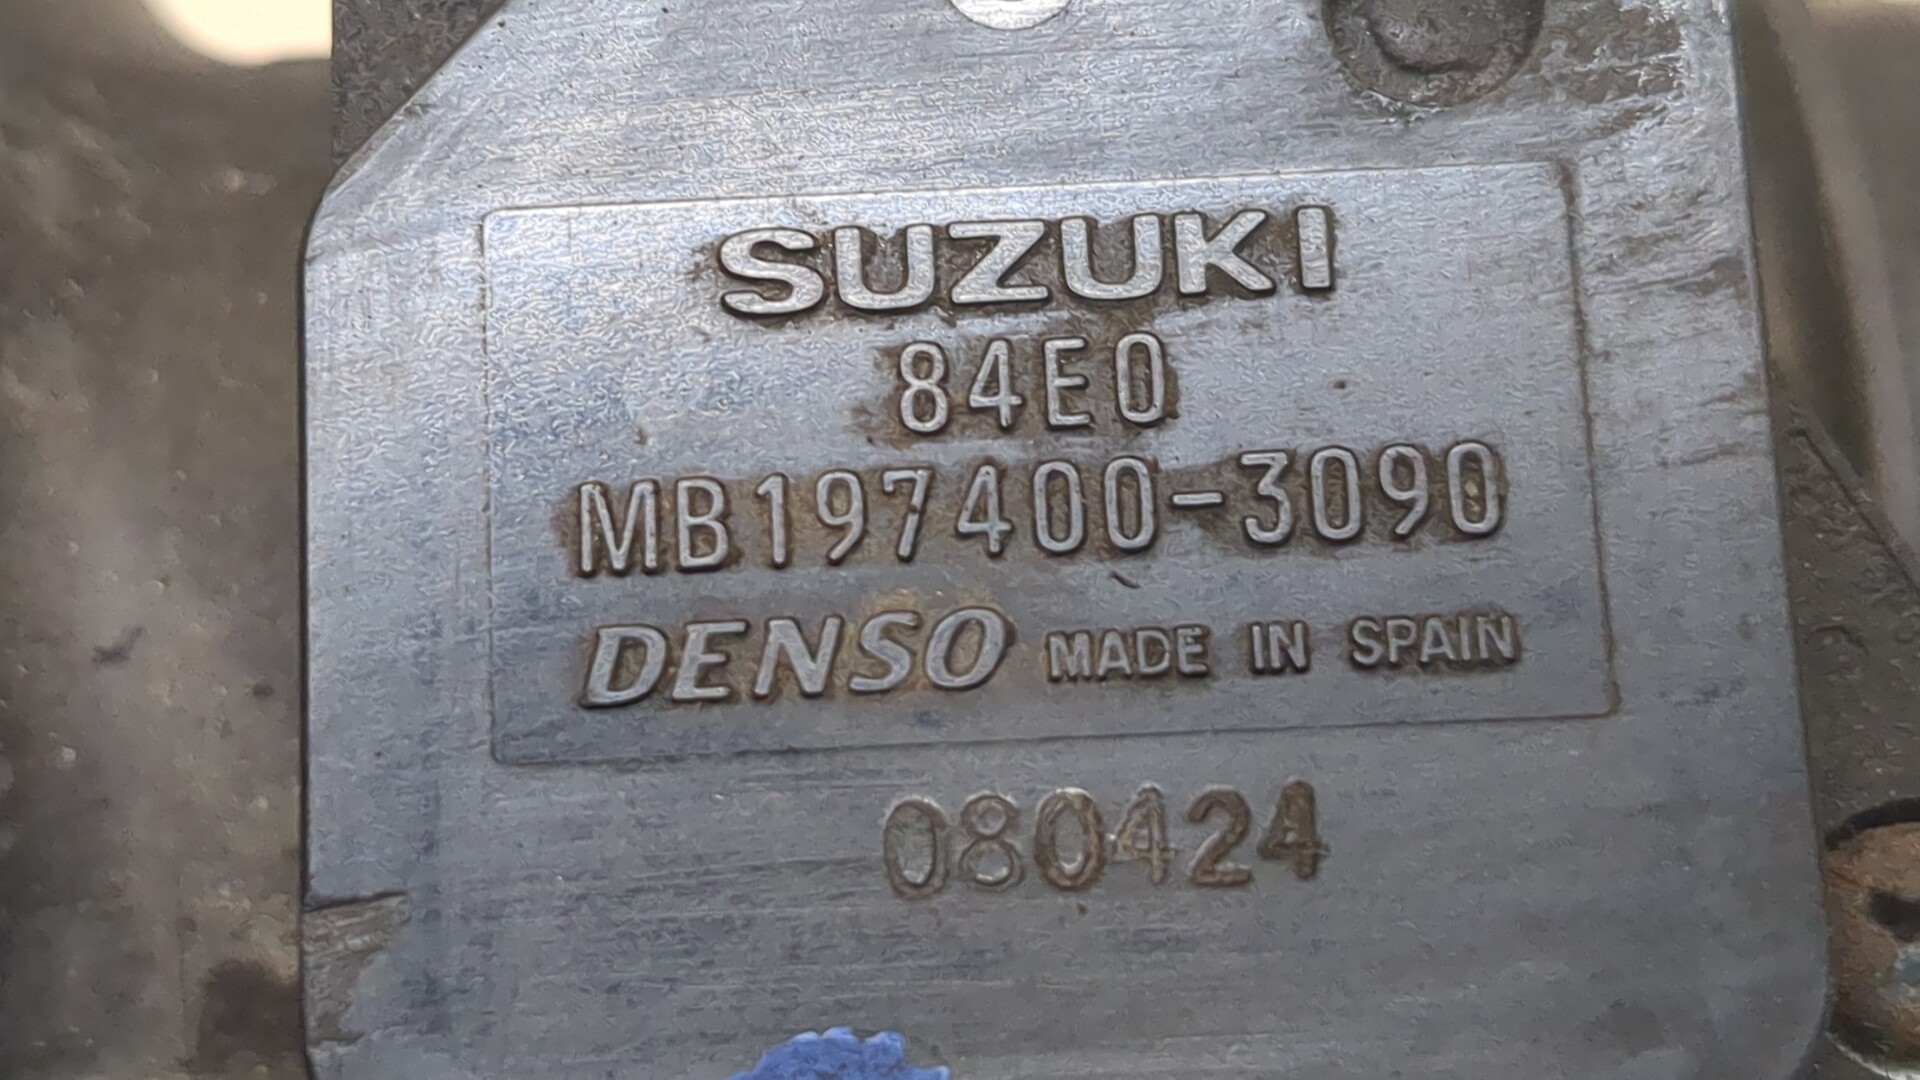 SUZUKI
84E0
MB197400-3090
DENSO MADE IN SPAIN
080424